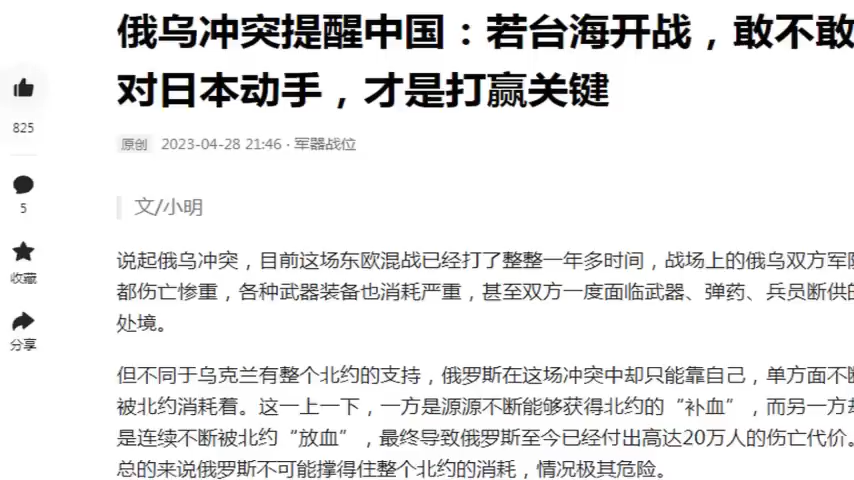 俄乌冲突提醒中国：若台海开战，敢不敢
对日本动手，才是打赢关键
825
原创 2023-04-28 21:46 · 军器战位
5
文/小明
收藏
分享
说起俄乌冲突，目前这场东欧混战已经打了整整一年多时间，战场上的俄乌双方军队
都伤亡惨重，各种武器装备也消耗严重，甚至双方一度面临武器、弹药、兵员断供的
处境。
但不同于乌克兰有整个北约的支持，俄罗斯在这场冲突中却只能靠自己，单方面不断
被北约消耗着。这一上一下，一方是源源不断能够获得北约的“补血”，而另一方却
是连续不断被北约“放血”，最终导致俄罗斯至今已经付出高达20万人的伤亡代价。
总的来说俄罗斯不可能撑得住整个北约的消耗，情况极其危险。